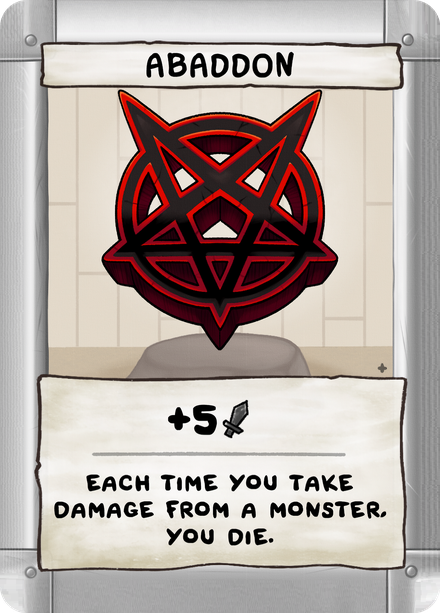 ABADDON
+5
EACH TIME YOU TAKE
DAMAGE FROM A MONSTER,
YOU DIE.